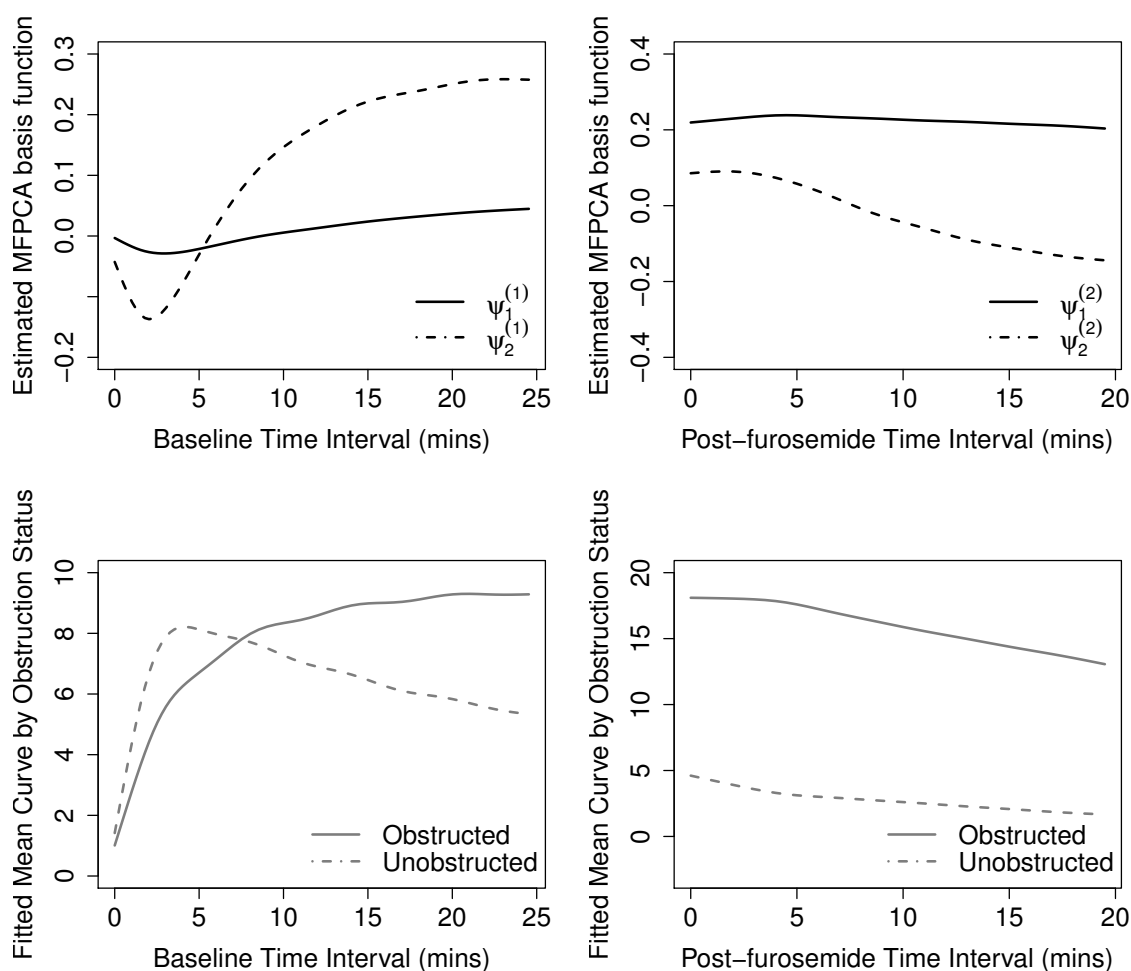 Estimated MFPCA basis function
0.3
0.2
0.1
0.0
−0.2
0 5 10 15 20 25
Baseline Time Interval (mins)
ψ₁⁽¹⁾
ψ₂⁽¹⁾
Estimated MFPCA basis function
0.4
0.2
0.0
−0.2
−0.4
0 5 10 15 20
Post−furosemide Time Interval (mins)
ψ₁⁽²⁾
ψ₂⁽²⁾
Fitted Mean Curve by Obstruction Status
10
8
6
4
2
0
0 5 10 15 20 25
Baseline Time Interval (mins)
Obstructed
Unobstructed
Fitted Mean Curve by Obstruction Status
20
15
10
5
0
0 5 10 15 20
Post−furosemide Time Interval (mins)
Obstructed
Unobstructed